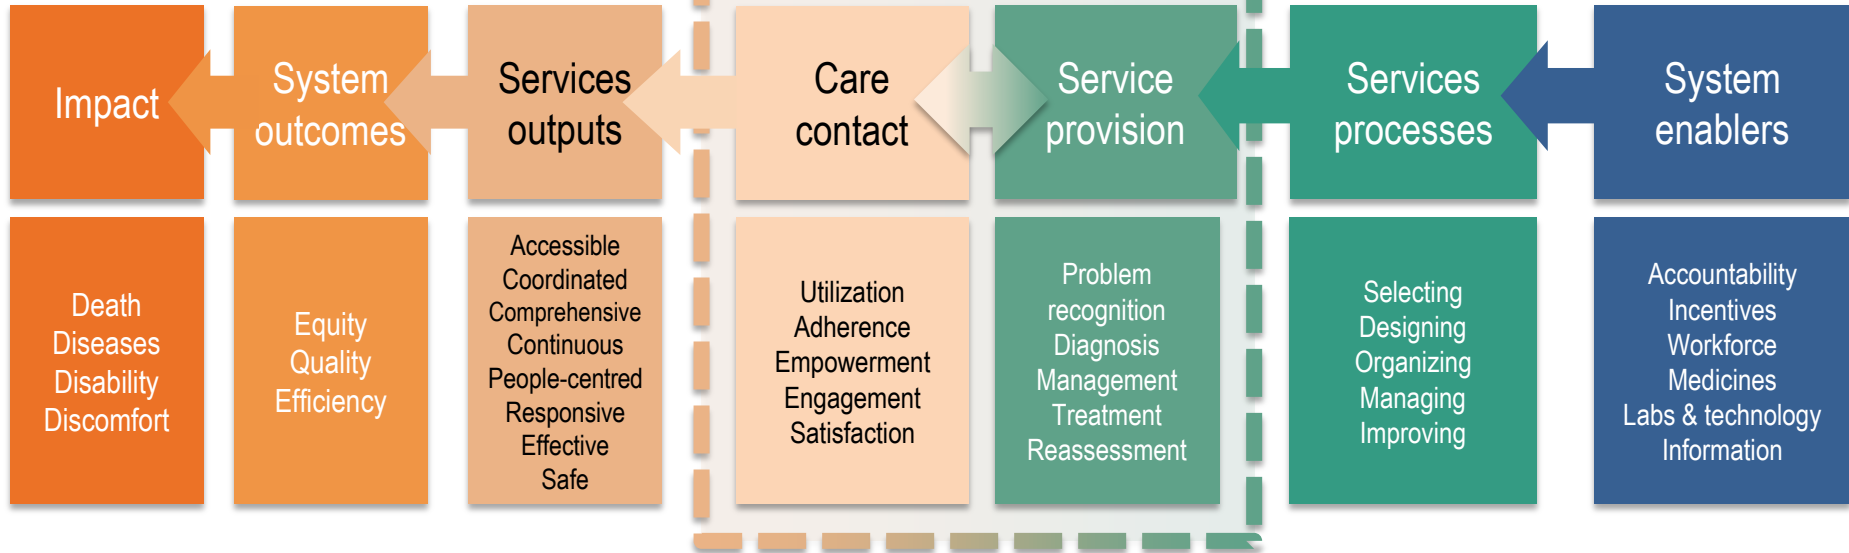 Impact
System
outcomes
Services
outputs
Care
contact
Service
provision
Services
processes
System
enablers
Death
Diseases
Disability
Discomfort
Equity
Quality
Efficiency
Accessible
Coordinated
Comprehensive
Continuous
People-centred
Responsive
Effective
Safe
Utilization
Adherence
Empowerment
Engagement
Satisfaction
Problem
recognition
Diagnosis
Management
Treatment
Reassessment
Selecting
Designing
Organizing
Managing
Improving
Accountability
Incentives
Workforce
Medicines
Labs & technology
Information